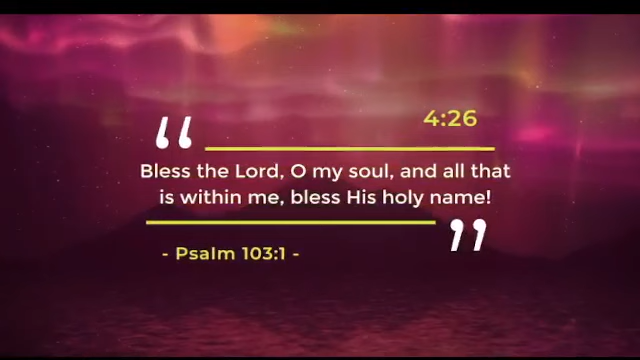 4:26
“
Bless the Lord, O my soul, and all that
is within me, bless His holy name!
”
- Psalm 103:1 -